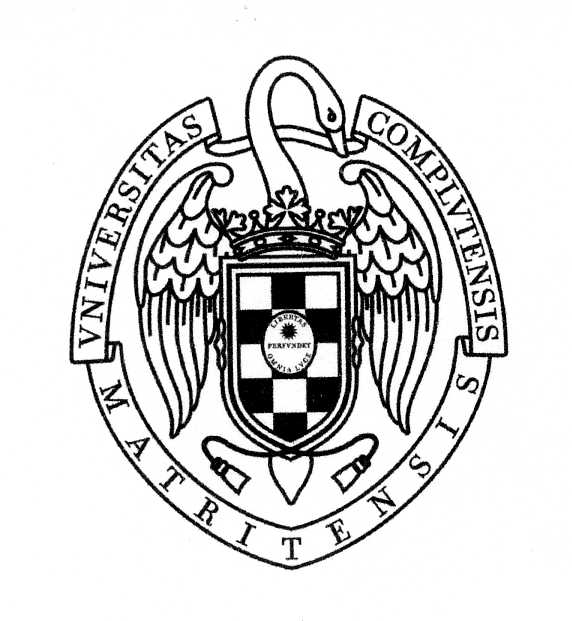 VNIVERSITAS
COMPLVTENSIS
MATRITENSIS
LIBERTAS
PERFVNDET
OMNIA LVCE